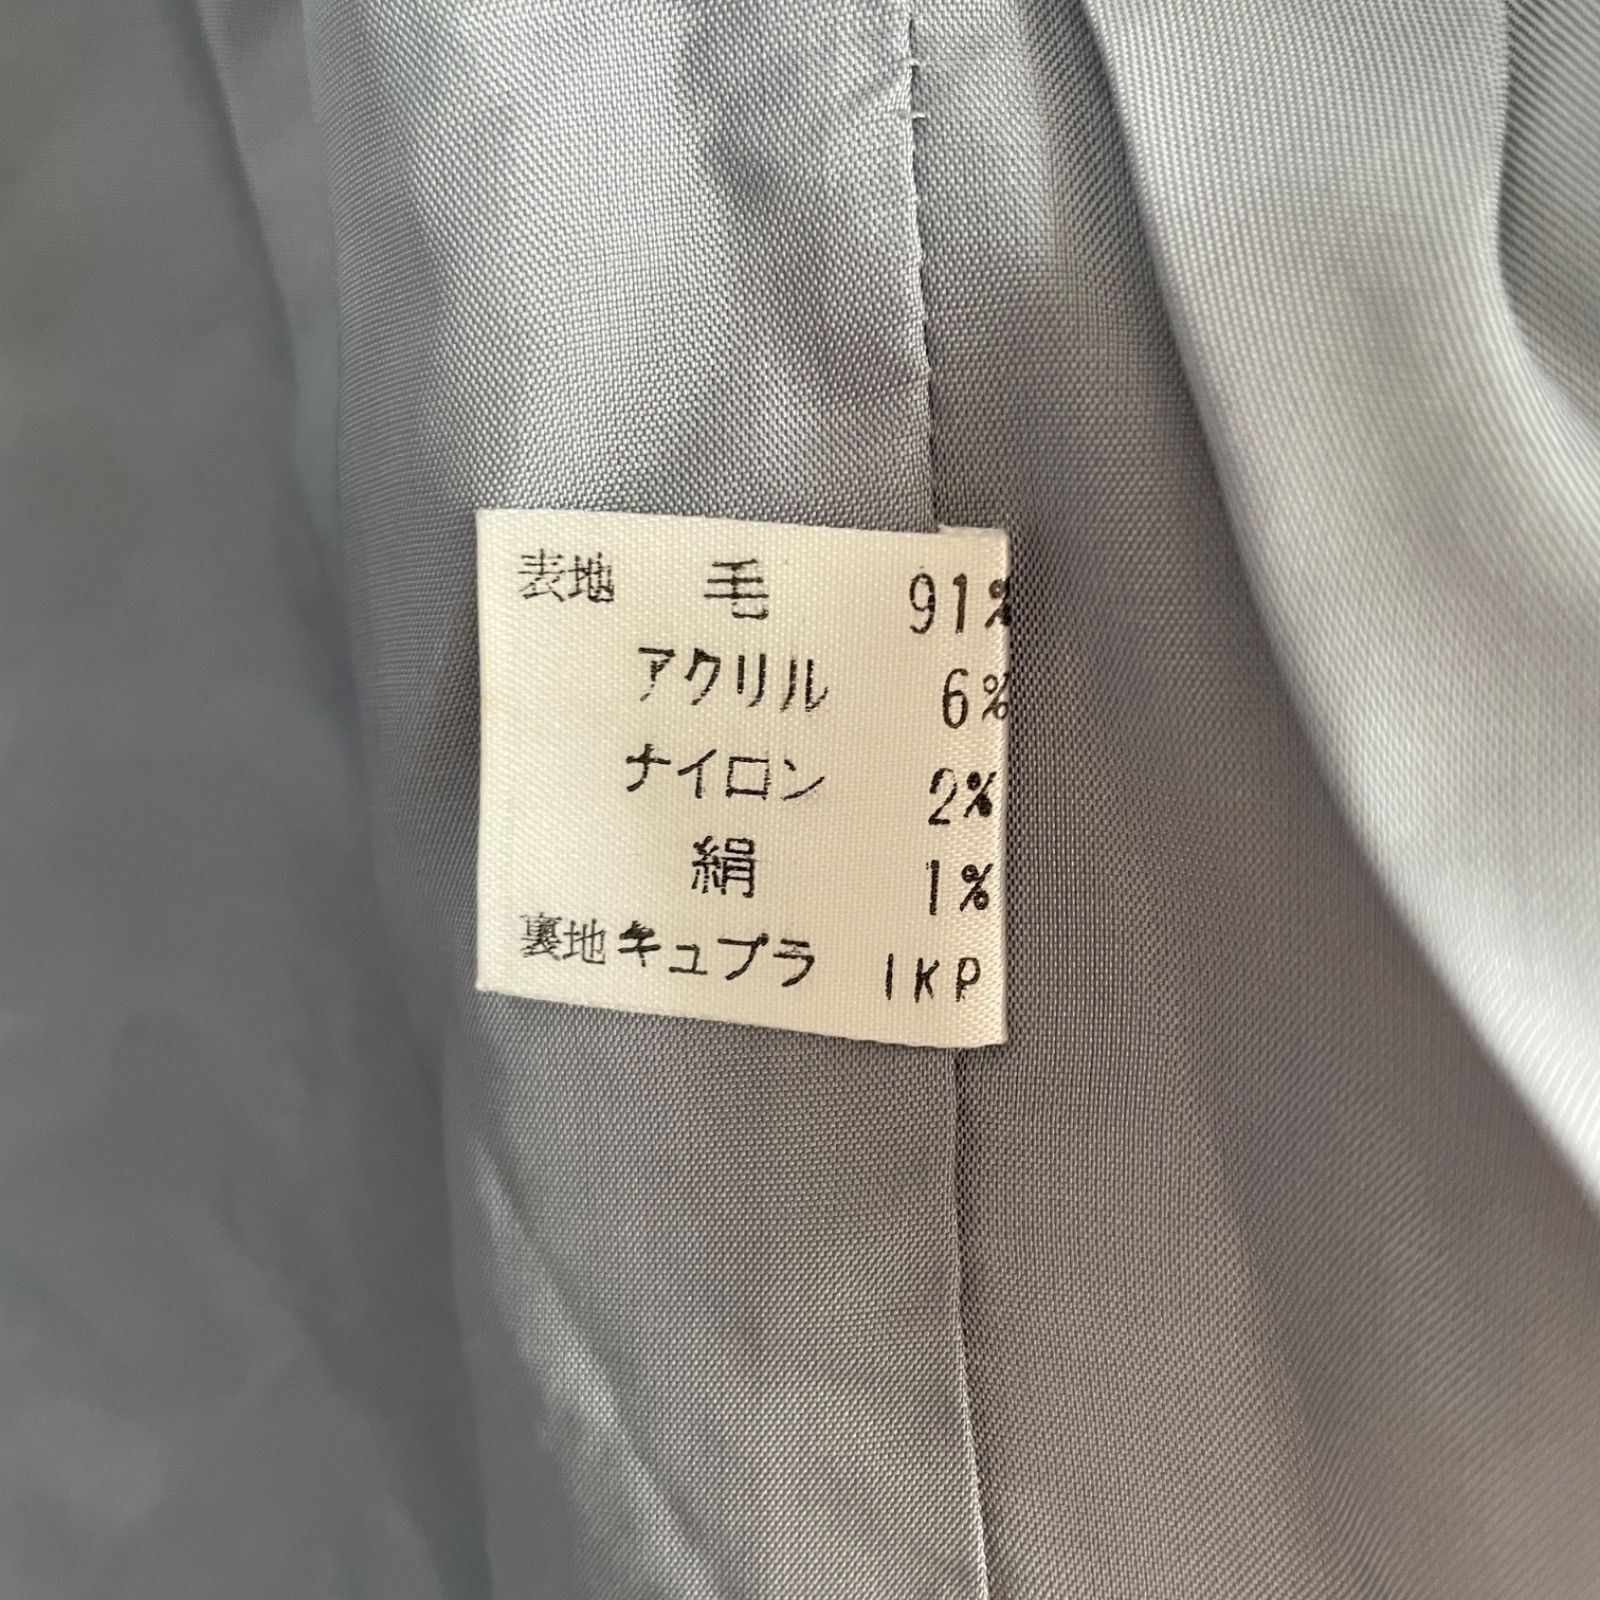 表地 毛 91%
アクリル 6%
ナイロン 2%
絹 1%
裏地 キュプラ IKP